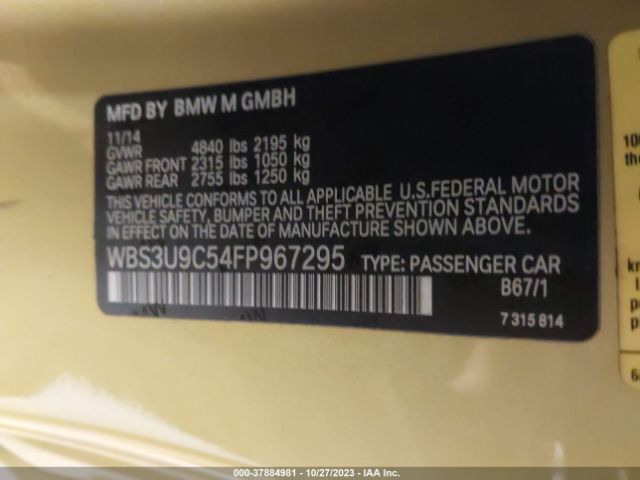 MFD BY BMW M GMBH
11/14
GVWR 4840 lbs 2195 kg
GAWR FRONT 2315 lbs 1050 kg
GAWR REAR 2755 lbs 1250 kg
THIS VEHICLE CONFORMS TO ALL APPLICABLE U.S.FEDERAL MOTOR
VEHICLE SAFETY, BUMPER AND THEFT PREVENTION STANDARDS
IN EFFECT ON THE DATE OF MANUFACTURE SHOWN ABOVE.
WBS3U9C54FP967295 TYPE: PASSENGER CAR
B67/1
7 315 814
000-37884981 | 10/27/2023 - IAA Inc.